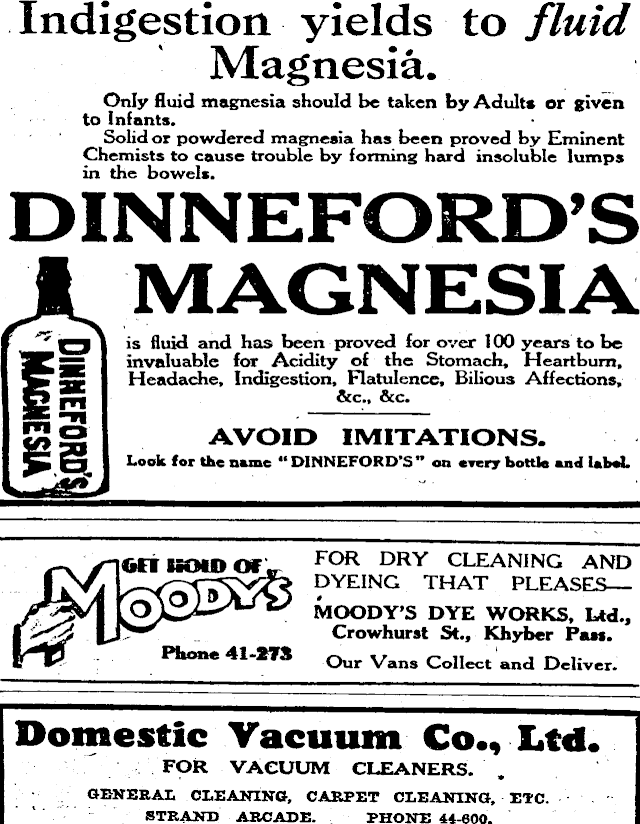 Indigestion yields to fluid
Magnesia.
Only fluid magnesia should be taken by Adults or given
to Infants.
Solid or powdered magnesia has been proved by Eminent
Chemists to cause trouble by forming hard insoluble lumps
in the bowels.
DINNEFORD'S
MAGNESIA
DINNEFORD'S
MAGNESIA
is fluid and has been proved for over 100 years to be
invaluable for Acidity of the Stomach, Heartburn,
Headache, Indigestion, Flatulence, Bilious Affections,
&c., &c.
AVOID IMITATIONS.
Look for the name "DINNEFORD'S" on every bottle and label.
GET HOLD OF
MOODY'S
Phone 41-273
FOR DRY CLEANING AND
DYEING THAT PLEASES—
MOODY'S DYE WORKS, Ltd.,
Crowhurst St., Khyber Pass.
Our Vans Collect and Deliver.
Domestic Vacuum Co., Ltd.
FOR VACUUM CLEANERS.
GENERAL CLEANING, CARPET CLEANING, ETC.
STRAND ARCADE. PHONE 44-600.